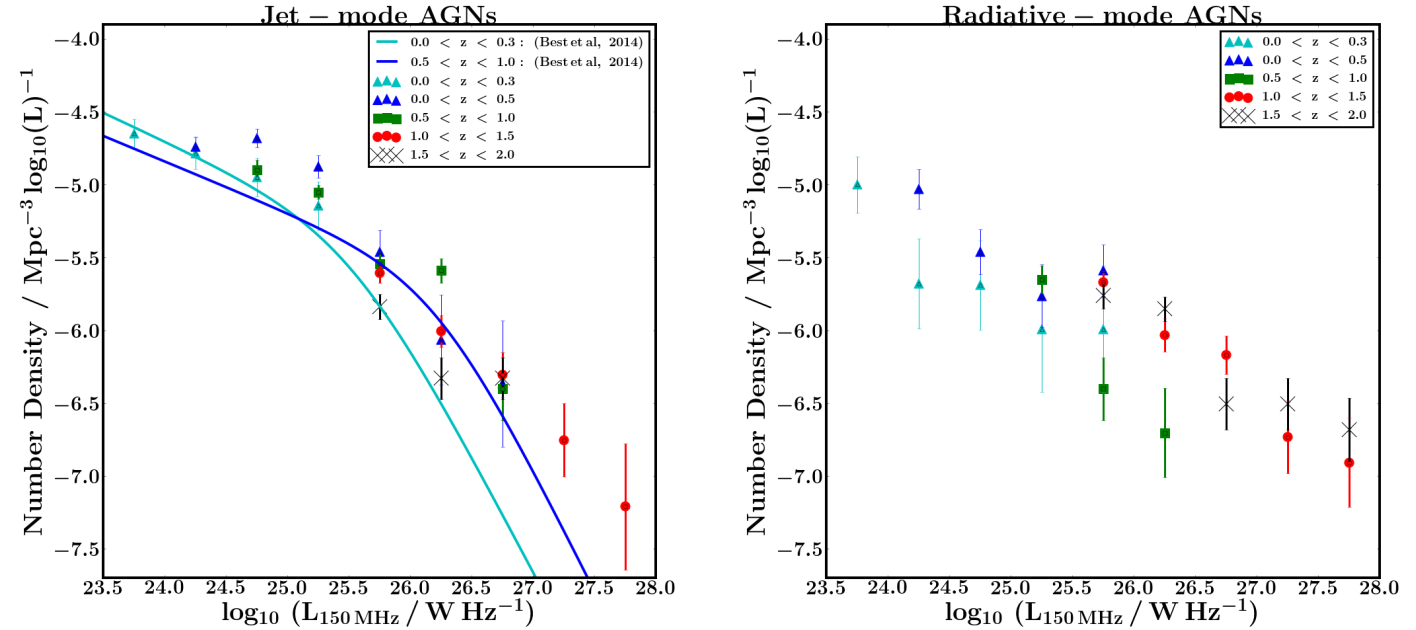 Jet – mode AGNs
Number Density / Mpc⁻³ log₁₀(L)⁻¹
−4.0
−4.5
−5.0
−5.5
−6.0
−6.5
−7.0
−7.5
0.0 < z < 0.3 : (Best et al, 2014)
0.5 < z < 1.0 : (Best et al, 2014)
0.0 < z < 0.3
0.0 < z < 0.5
0.5 < z < 1.0
1.0 < z < 1.5
1.5 < z < 2.0
23.5 24.0 24.5 25.0 25.5 26.0 26.5 27.0 27.5 28.0
log₁₀ (L₁₅₀ MHz / W Hz⁻¹)
Radiative – mode AGNs
Number Density / Mpc⁻³ log₁₀(L)⁻¹
−4.0
−4.5
−5.0
−5.5
−6.0
−6.5
−7.0
−7.5
0.0 < z < 0.3
0.0 < z < 0.5
0.5 < z < 1.0
1.0 < z < 1.5
1.5 < z < 2.0
23.5 24.0 24.5 25.0 25.5 26.0 26.5 27.0 27.5 28.0
log₁₀ (L₁₅₀ MHz / W Hz⁻¹)